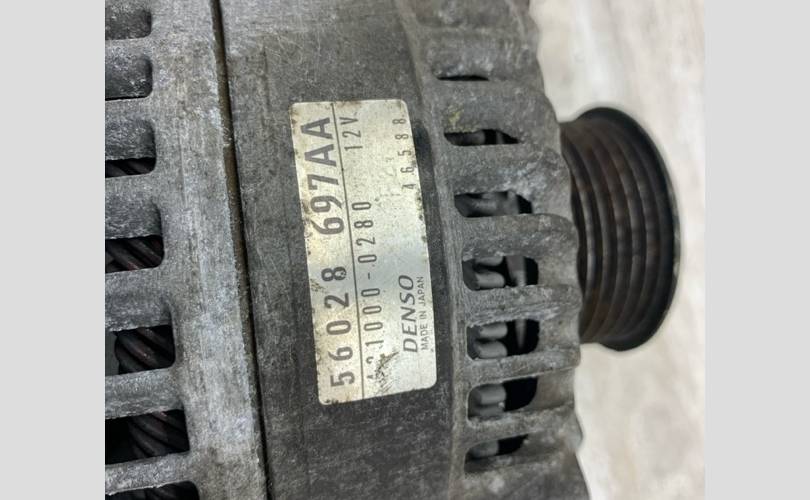 56028 697AA
421000-0280 12V
DENSO 46588
MADE IN JAPAN